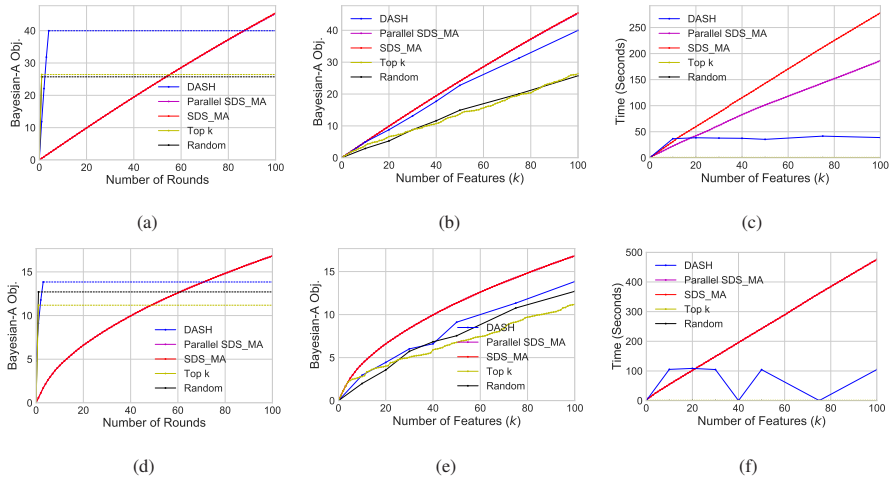 Bayesian-A Obj.
40
30
20
10
0
0 20 40 60 80 100
Number of Rounds
DASH
Parallel SDS_MA
SDS_MA
Top k
Random
(a)
Bayesian-A Obj.
40
30
20
10
0
0 20 40 60 80 100
Number of Features (k)
DASH
Parallel SDS_MA
SDS_MA
Top k
Random
(b)
Time (Seconds)
250
200
150
100
50
0
0 20 40 60 80 100
Number of Features (k)
DASH
Parallel SDS_MA
SDS_MA
Top k
Random
(c)
Bayesian-A Obj.
15
10
5
0
0 20 40 60 80 100
Number of Rounds
DASH
Parallel SDS_MA
SDS_MA
Top k
Random
(d)
Bayesian-A Obj.
15
10
5
0
0 20 40 60 80 100
Number of Features (k)
DASH
Parallel SDS_MA
SDS_MA
Top k
Random
(e)
Time (Seconds)
500
400
300
200
100
0
0 20 40 60 80 100
Number of Features (k)
DASH
Parallel SDS_MA
SDS_MA
Top k
Random
(f)